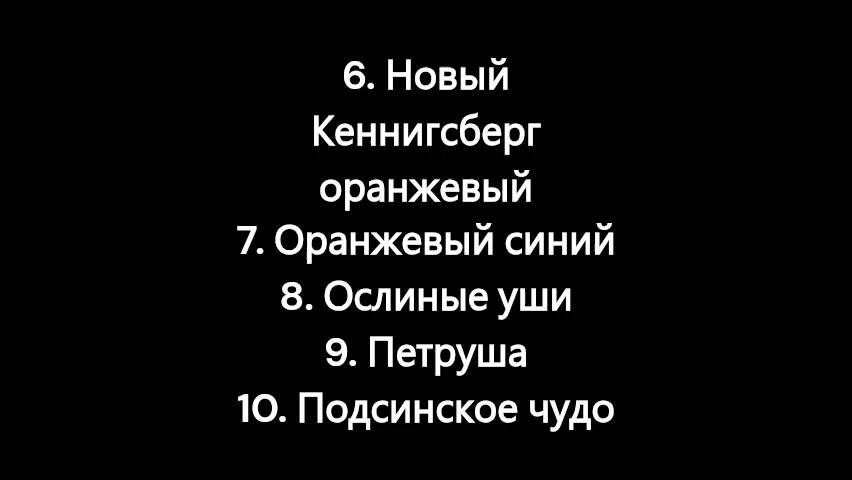 6. Новый
Кеннигсберг
оранжевый
7. Оранжевый синий
8. Ослиные уши
9. Петруша
10. Подсинское чудо